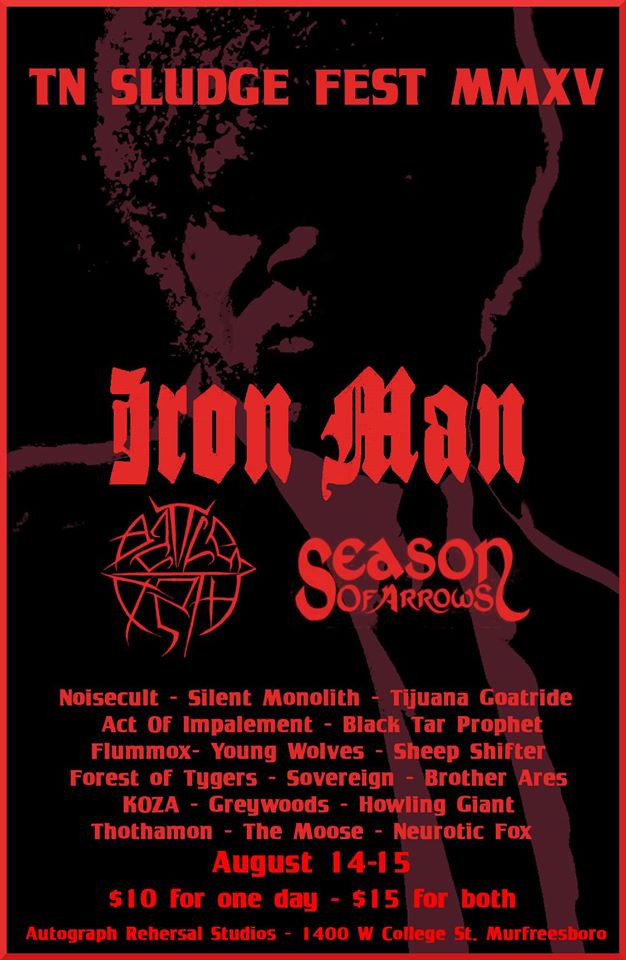 TN SLUDGE FEST MMXV
Iron Man
BATTLE PATH
SEASON
OF ARROWS
Noisecult - Silent Monolith - Tijuana Goatride
Act Of Impalement - Black Tar Prophet
Flummox- Young Wolves - Sheep Shifter
Forest of Tygers - Sovereign - Brother Ares
KOZA - Greywoods - Howling Giant
Thothamon - The Moose - Neurotic Fox
August 14-15
$10 for one day - $15 for both
Autograph Rehersal Studios - 1400 W College St. Murfreesboro